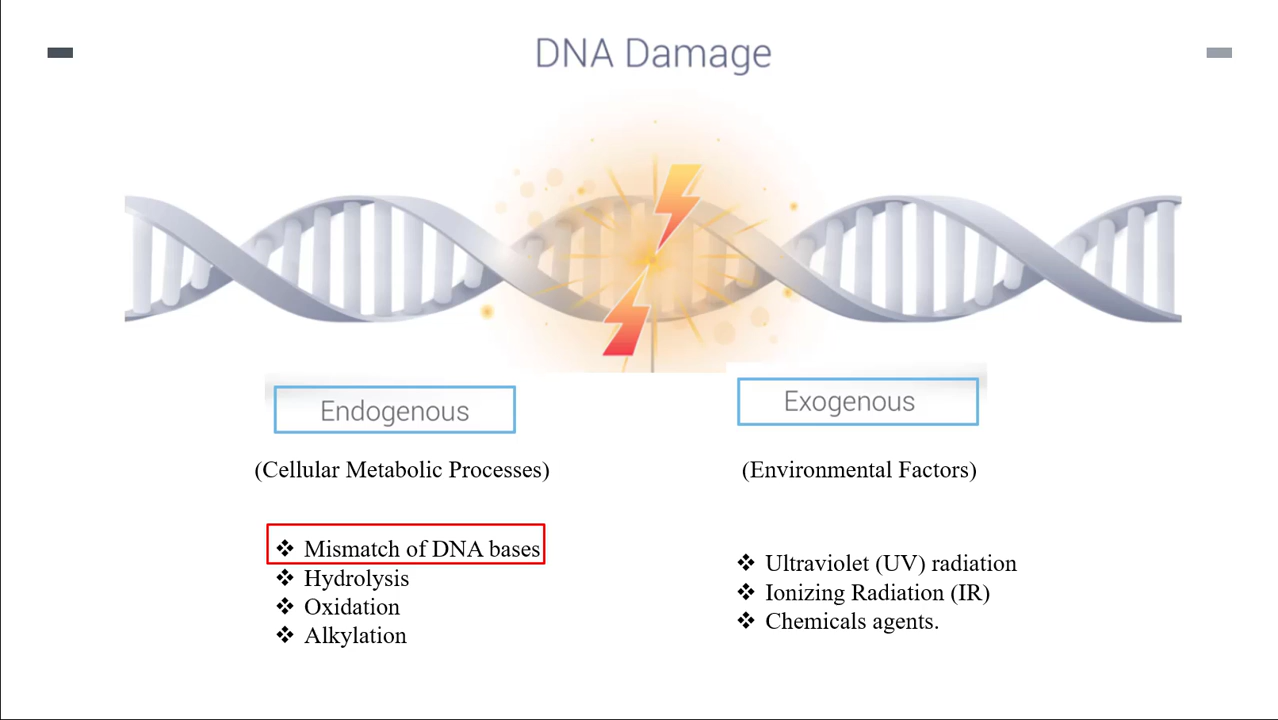 DNA Damage
Endogenous
(Cellular Metabolic Processes)
❖ Mismatch of DNA bases
❖ Hydrolysis
❖ Oxidation
❖ Alkylation
Exogenous
(Environmental Factors)
❖ Ultraviolet (UV) radiation
❖ Ionizing Radiation (IR)
❖ Chemicals agents.